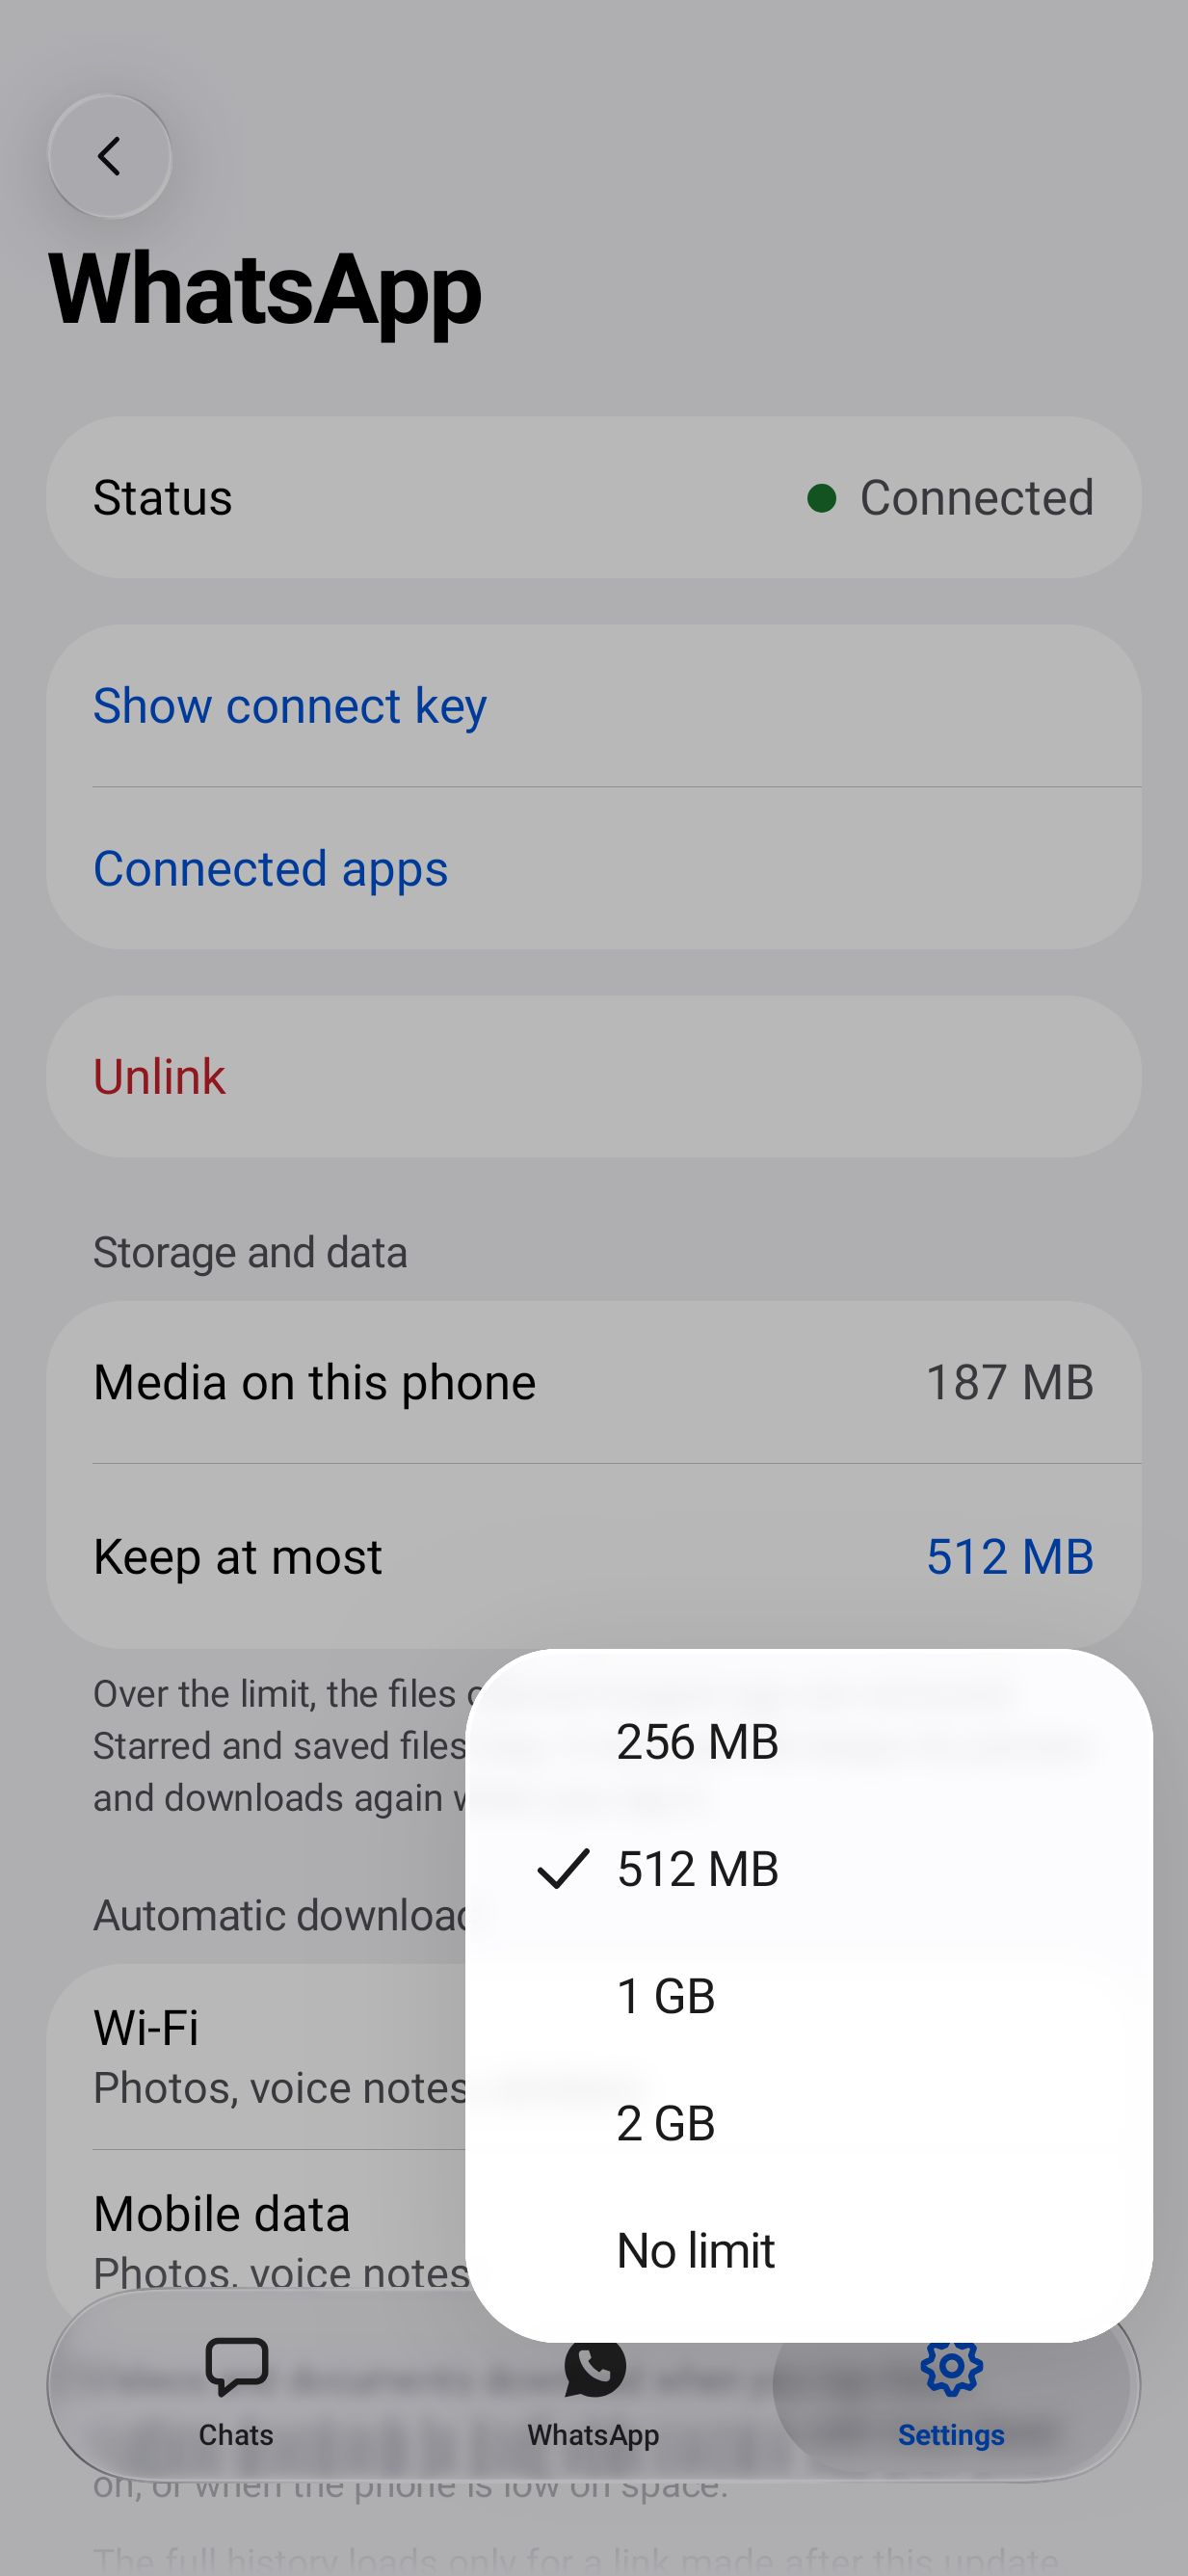 WhatsApp
Status
Connected
Show connect key
Connected apps
Unlink
Storage and data
Media on this phone
187 MB
Keep at most
512 MB
Over the limit, the files
Starred and saved files
and downloads again
Automatic download
Wi-Fi
Photos, voice notes
Mobile data
Photos, voice notes
256 MB
512 MB
1 GB
2 GB
No limit
Chats
WhatsApp
Settings
on, or when the phone is low on space.
The full history loads only for a link made after this update